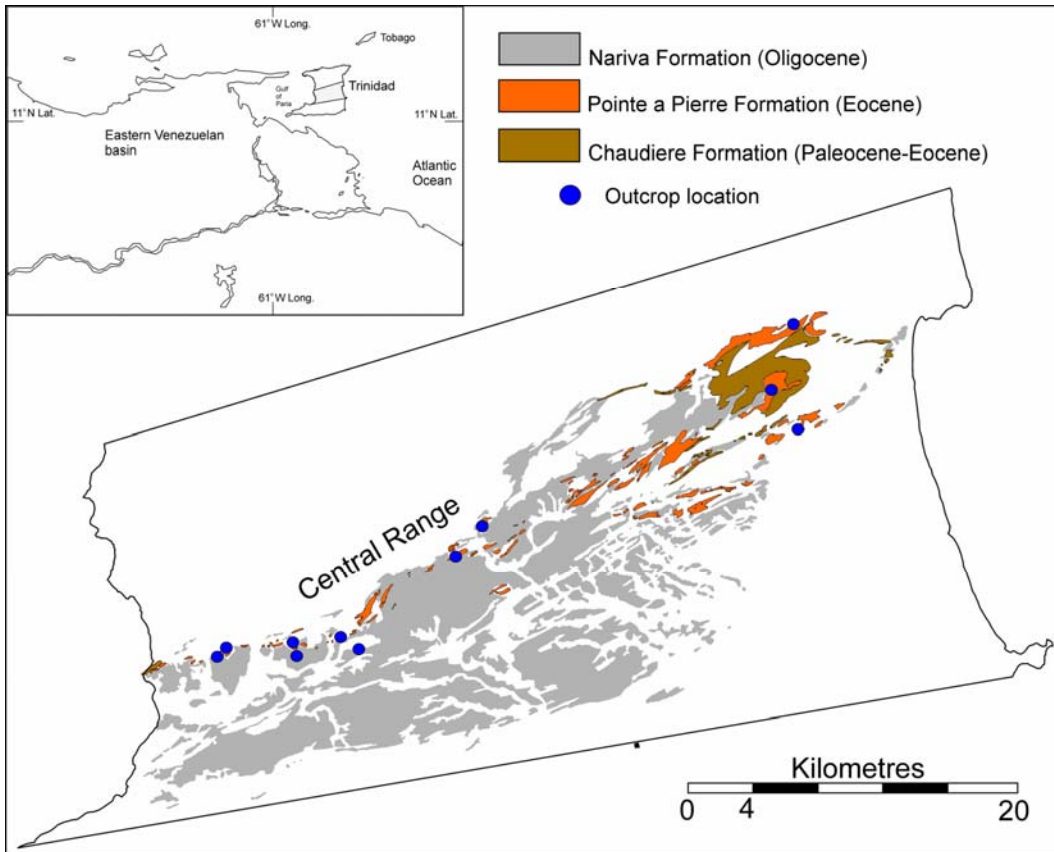 61° W Long.
Tobago
Gulf
of
Paria
Trinidad
11° N Lat.
11° N Lat.
Eastern Venezuelan
basin
Atlantic
Ocean
61° W Long.
Nariva Formation (Oligocene)
Pointe a Pierre Formation (Eocene)
Chaudiere Formation (Paleocene-Eocene)
Outcrop location
Central Range
Kilometres
0 4 20